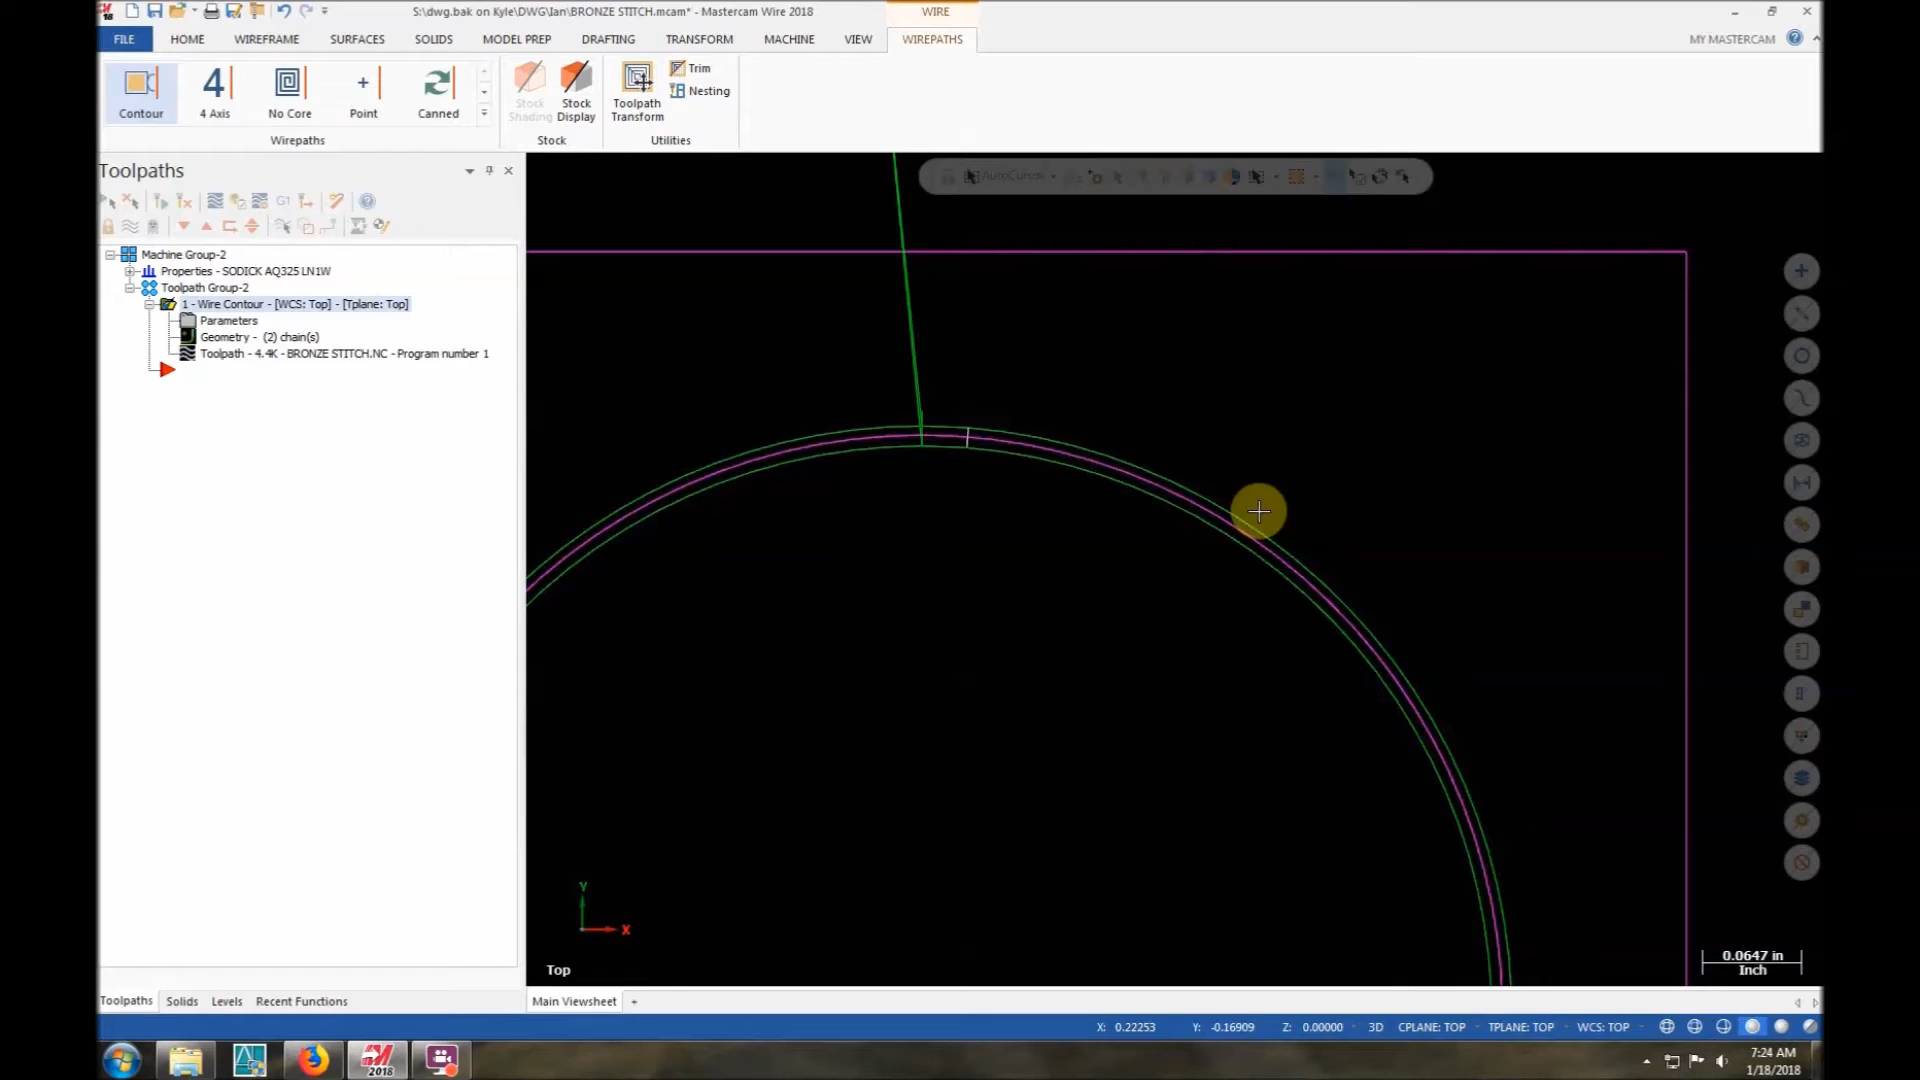 18
S:\dwg.bak on Kyle\DWG\Ian\BRONZE STITCH.mcam* - Mastercam Wire 2018
WIRE
FILE
HOME
WIREFRAME
SURFACES
SOLIDS
MODEL PREP
DRAFTING
TRANSFORM
MACHINE
VIEW
WIREPATHS
MY MASTERCAM
Contour
4 Axis
No Core
Point
Canned
Wirepaths
Stock Shading
Stock Display
Stock
Toolpath Transform
Trim
Nesting
Utilities
Toolpaths
G1
AutoCursor
Machine Group-2
Properties - SODICK AQ325 LN1W
Toolpath Group-2
1 - Wire Contour - [WCS: Top] - [Tplane: Top]
Parameters
Geometry - (2) chain(s)
Toolpath - 4.4K - BRONZE STITCH.NC - Program number 1
Y
X
Top
0.0647 in
Inch
Toolpaths
Solids
Levels
Recent Functions
Main Viewsheet
+
X: 0.22253
Y: -0.16909
Z: 0.00000
3D
CPLANE: TOP
TPLANE: TOP
WCS: TOP
2018
7:24 AM
1/18/2018